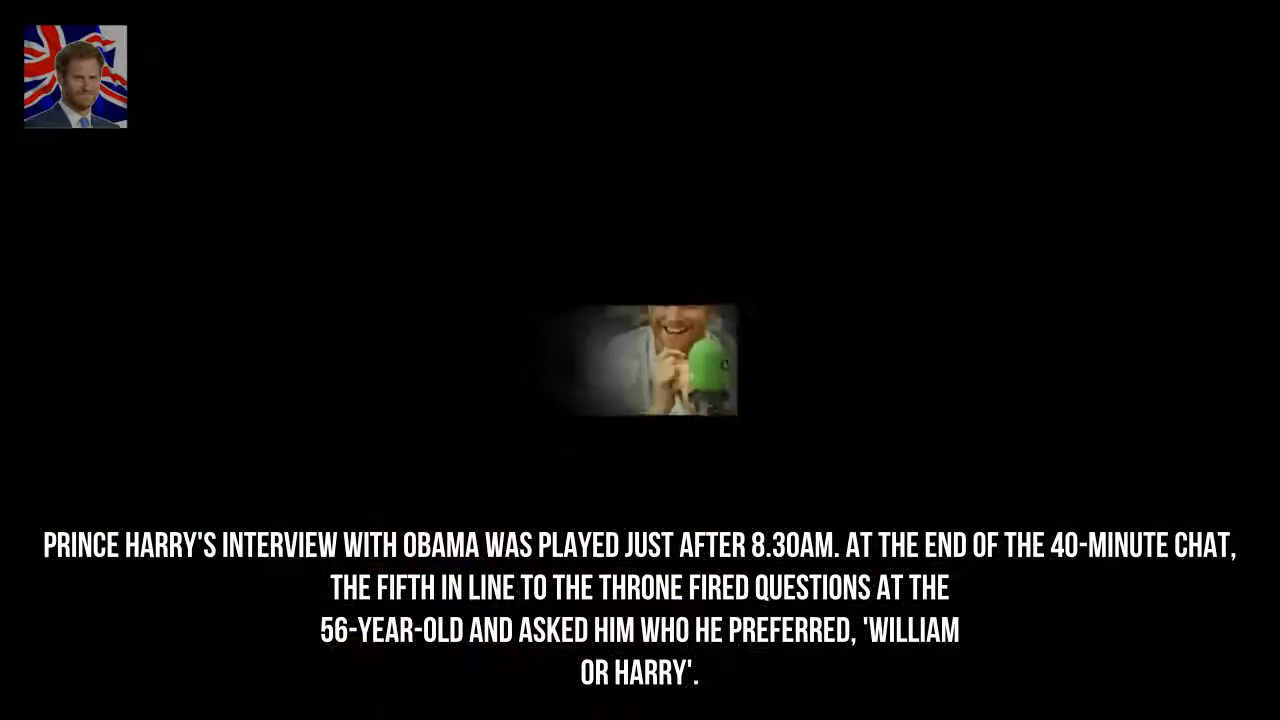 PRINCE HARRY'S INTERVIEW WITH OBAMA WAS PLAYED JUST AFTER 8.30AM. AT THE END OF THE 40-MINUTE CHAT,
THE FIFTH IN LINE TO THE THRONE FIRED QUESTIONS AT THE
56-YEAR-OLD AND ASKED HIM WHO HE PREFERRED, 'WILLIAM
OR HARRY'.